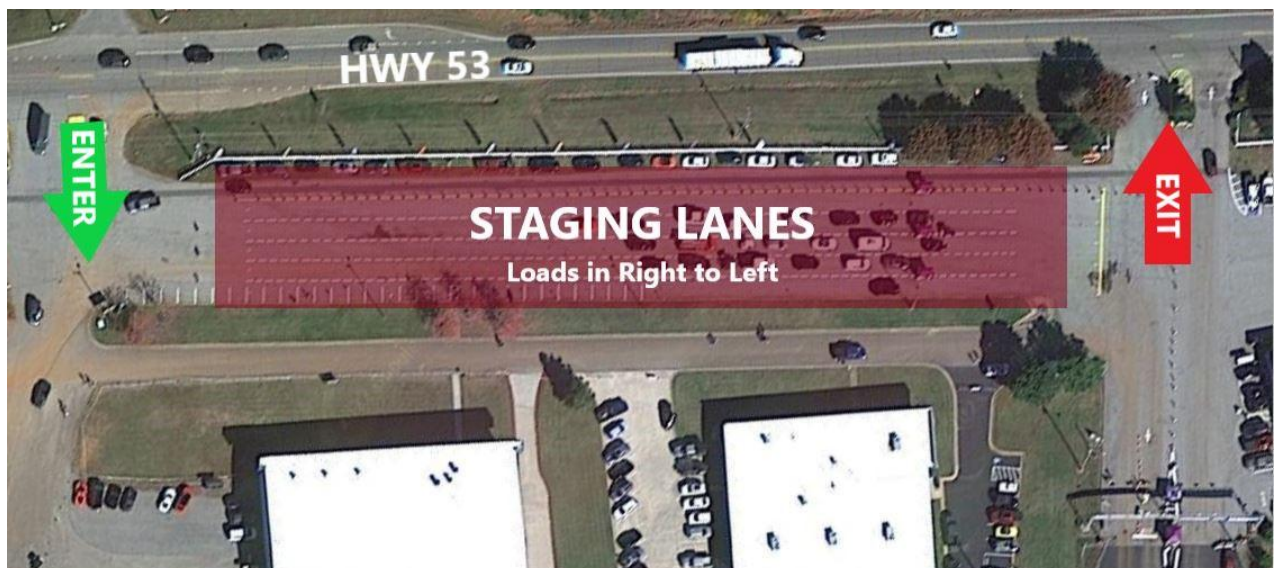 HWY 53
ENTER
STAGING LANES
Loads in Right to Left
EXIT